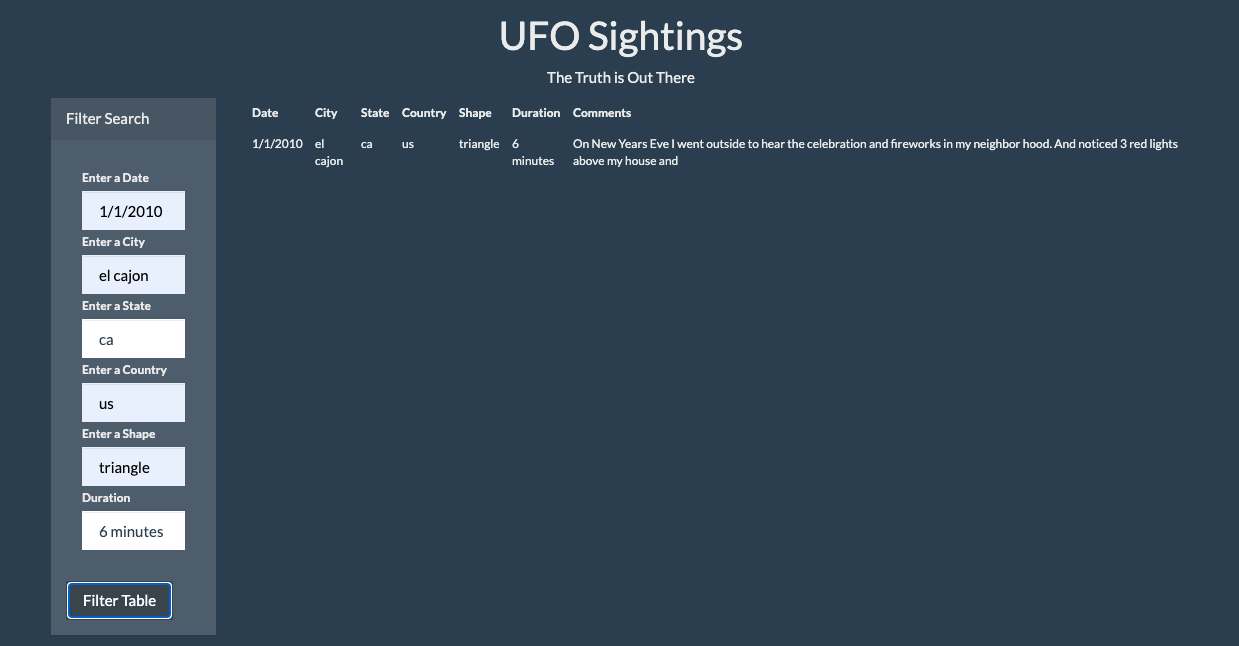 UFO Sightings
The Truth is Out There
Filter Search
Enter a Date
1/1/2010
Enter a City
el cajon
Enter a State
ca
Enter a Country
us
Enter a Shape
triangle
Duration
6 minutes
Filter Table
Date City State Country Shape Duration Comments
1/1/2010 el ca us triangle 6 On New Years Eve I went outside to hear the celebration and fireworks in my neighbor hood. And noticed 3 red lights
cajon minutes above my house and